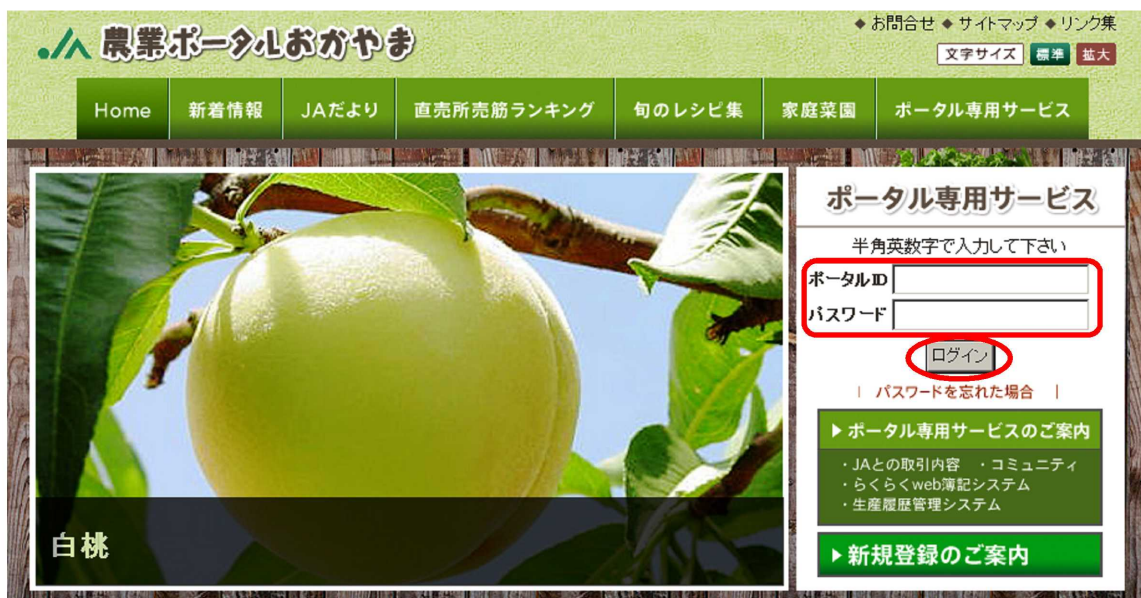 ◆お問合せ ◆サイトマップ ◆リンク集
JA 農業ポータルおかやま
文字サイズ 標準 拡大
Home 新着情報 JAだより 直売所売筋ランキング 旬のレシピ集 家庭菜園 ポータル専用サービス
ポータル専用サービス
半角英数字で入力して下さい
ポータルID
パスワード
ログイン
| パスワードを忘れた場合 |
▶ポータル専用サービスのご案内
・JAとの取引内容 ・コミュニティ
・らくらくweb簿記システム
・生産履歴管理システム
▶新規登録のご案内
白桃